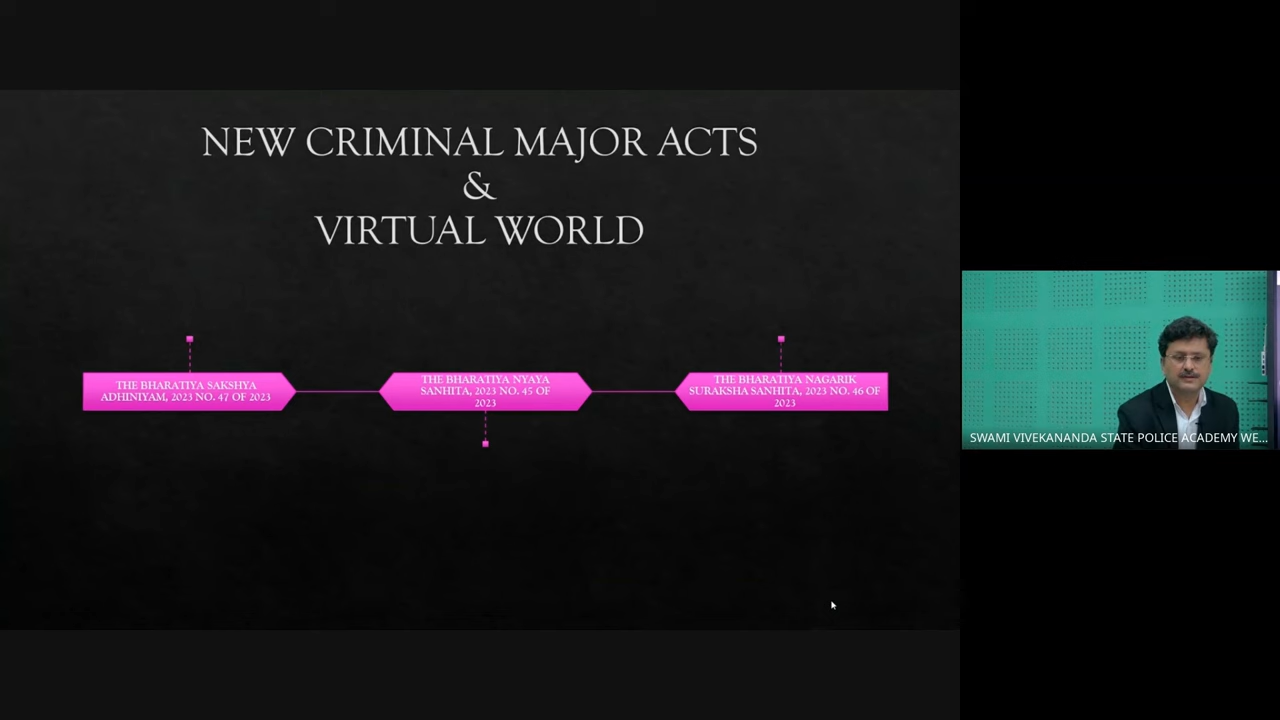 NEW CRIMINAL MAJOR ACTS
&
VIRTUAL WORLD
THE BHARATIYA SAKSHYA
ADHINIYAM, 2023 NO. 47 OF 2023
THE BHARATIYA NYAYA
SANHITA, 2023 NO. 45 OF
2023
THE BHARATIYA NAGARIK
SURAKSHA SANHITA, 2023 NO. 46 OF
2023
SWAMI VIVEKANANDA STATE POLICE ACADEMY WE...